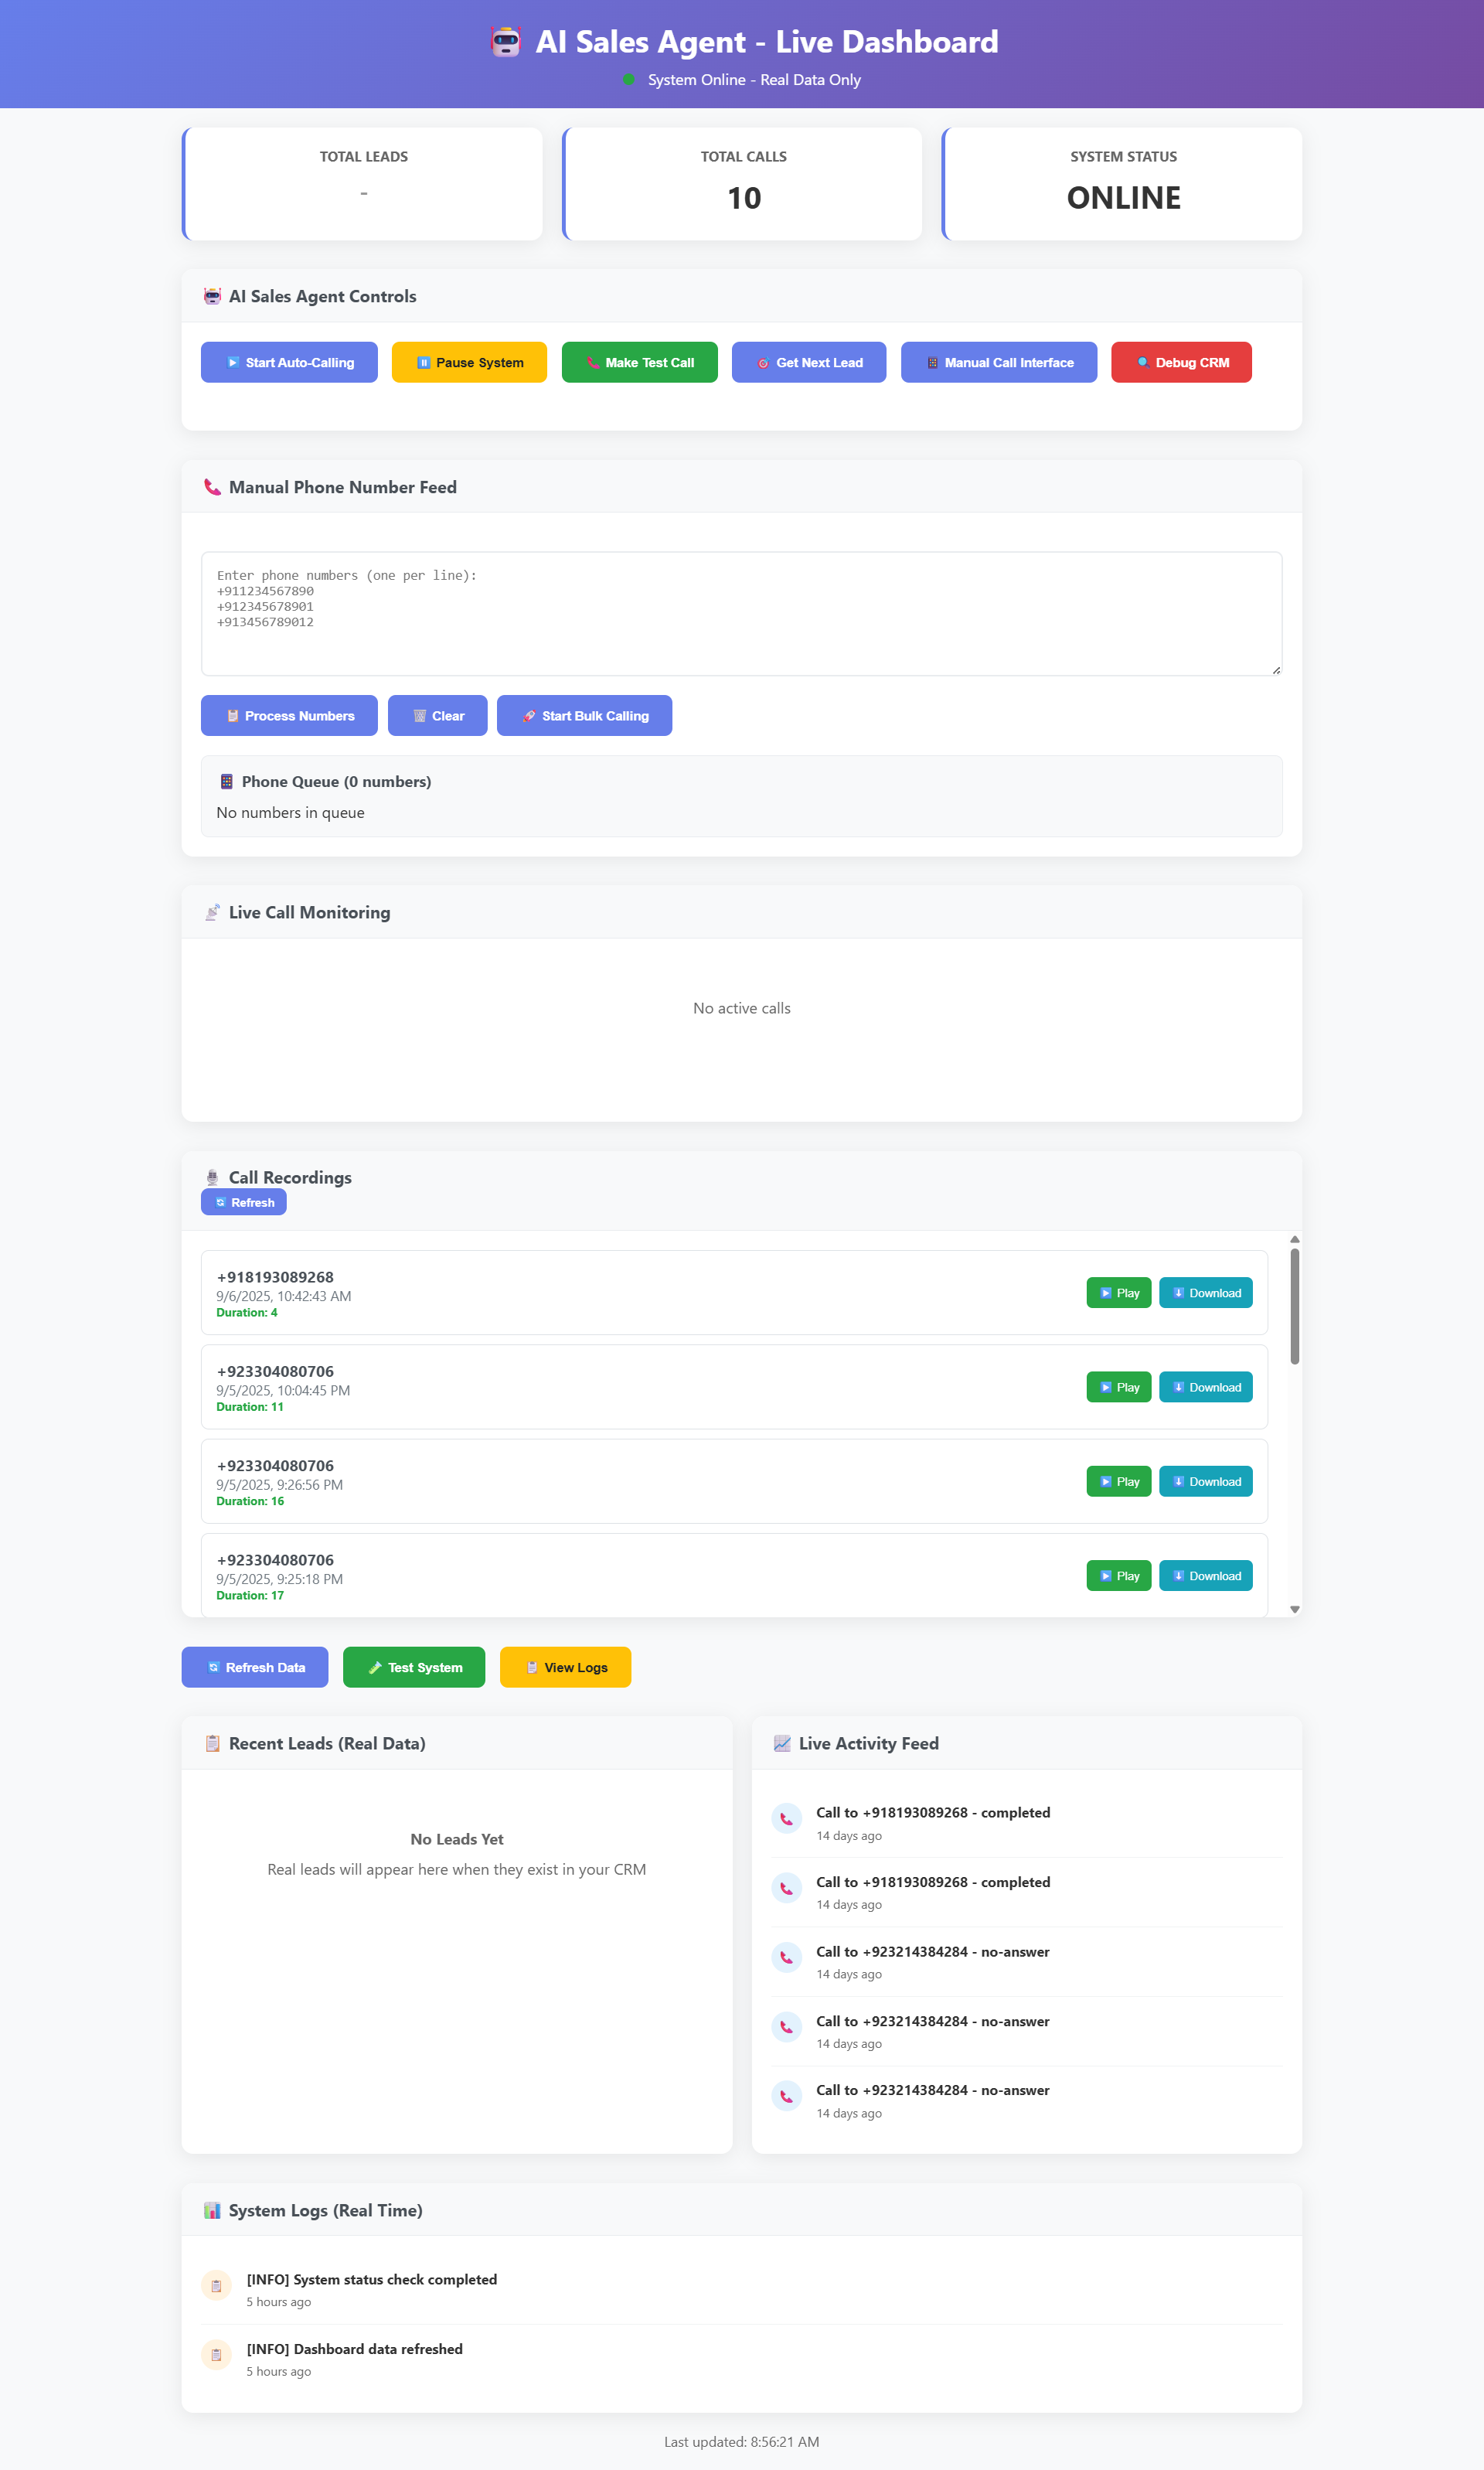 AI Sales Agent - Live Dashboard
System Online - Real Data Only
TOTAL LEADS
-
TOTAL CALLS
10
SYSTEM STATUS
ONLINE
AI Sales Agent Controls
Start Auto-Calling
Pause System
Make Test Call
Get Next Lead
Manual Call Interface
Debug CRM
Manual Phone Number Feed
Enter phone numbers (one per line):
+911234567890
+912345678901
+913456789012
Process Numbers
Clear
Start Bulk Calling
Phone Queue (0 numbers)
No numbers in queue
Live Call Monitoring
No active calls
Call Recordings
Refresh
+918193089268
9/6/2025, 10:42:43 AM
Duration: 4
Play
Download
+923304080706
9/5/2025, 10:04:45 PM
Duration: 11
Play
Download
+923304080706
9/5/2025, 9:26:56 PM
Duration: 16
Play
Download
+923304080706
9/5/2025, 9:25:18 PM
Duration: 17
Play
Download
Refresh Data
Test System
View Logs
Recent Leads (Real Data)
No Leads Yet
Real leads will appear here when they exist in your CRM
Live Activity Feed
Call to +918193089268 - completed
14 days ago
Call to +918193089268 - completed
14 days ago
Call to +923214384284 - no-answer
14 days ago
Call to +923214384284 - no-answer
14 days ago
Call to +923214384284 - no-answer
14 days ago
System Logs (Real Time)
[INFO] System status check completed
5 hours ago
[INFO] Dashboard data refreshed
5 hours ago
Last updated: 8:56:21 AM